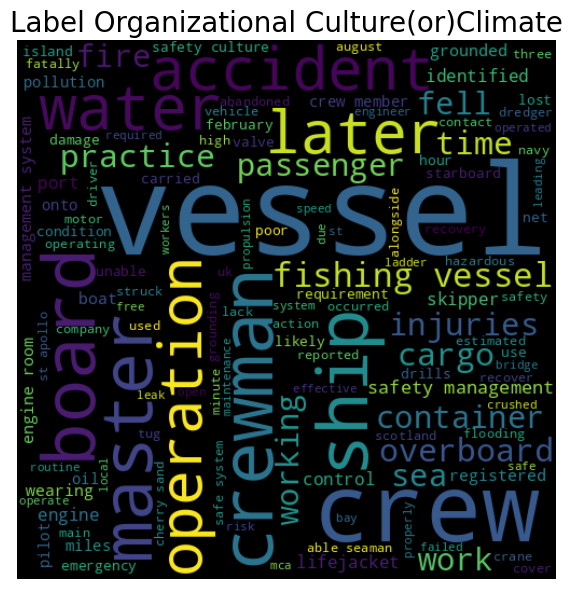 Label Organizational Culture(or)Climate
island
fire
safety culture
august
grounded
three
fatally
accident
identified
pollution
water
abandoned
crew member
fell
lost
vehicle
engineer
dredger
damage
required
february
later
time
contact
operated
management system
practice
high
valve
hour
navy
passenger
starboard
port
driver
carried
leading
onto
vessel
motor
workers
propulsion
speed
due
st
alongside
recovery
net
condition
operating
poor
ladder
hazardous
board
unable
uk
fishing vessel
boat
struck
requirement
skipper
safety
st apollo
free
lack
system
occurred
injuries
company
used
grounding
action
likely
estimated
engine room
master
operation
minute
maintenance
reported
cargo
use
bridge
leak
open
crewman
ship
effective
drills
recover
safety management
crushed
tug
container
local
working
scotland
flooding
routine
safe system
overboard
safe
oil
cherry sand
control
sea
registered
wearing
operate
engine
risk
crew
pilot
main
bay
properly
miles
able seaman
failed
crane
emergency
mca
lifejacket
work
cover